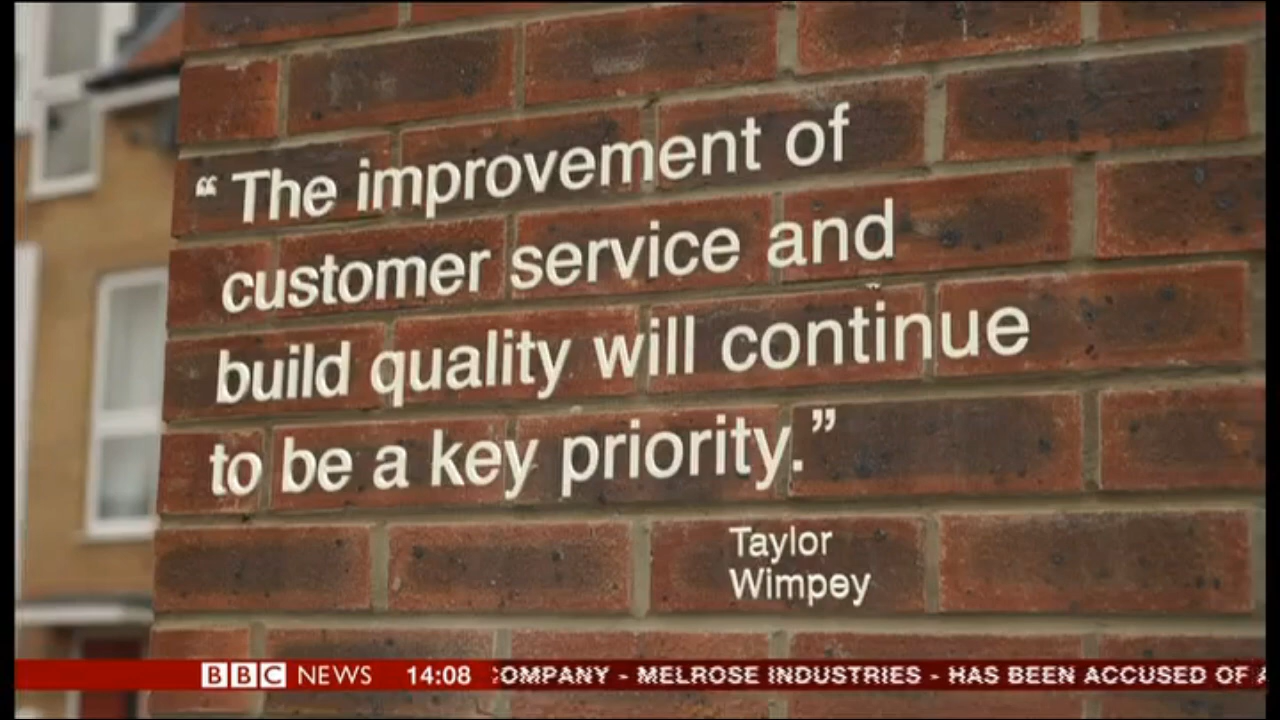 “ The improvement of
customer service and
build quality will continue
to be a key priority.”
Taylor
Wimpey
BBC NEWS 14:08 OMPANY - MELROSE INDUSTRIES - HAS BEEN ACCUSED OF